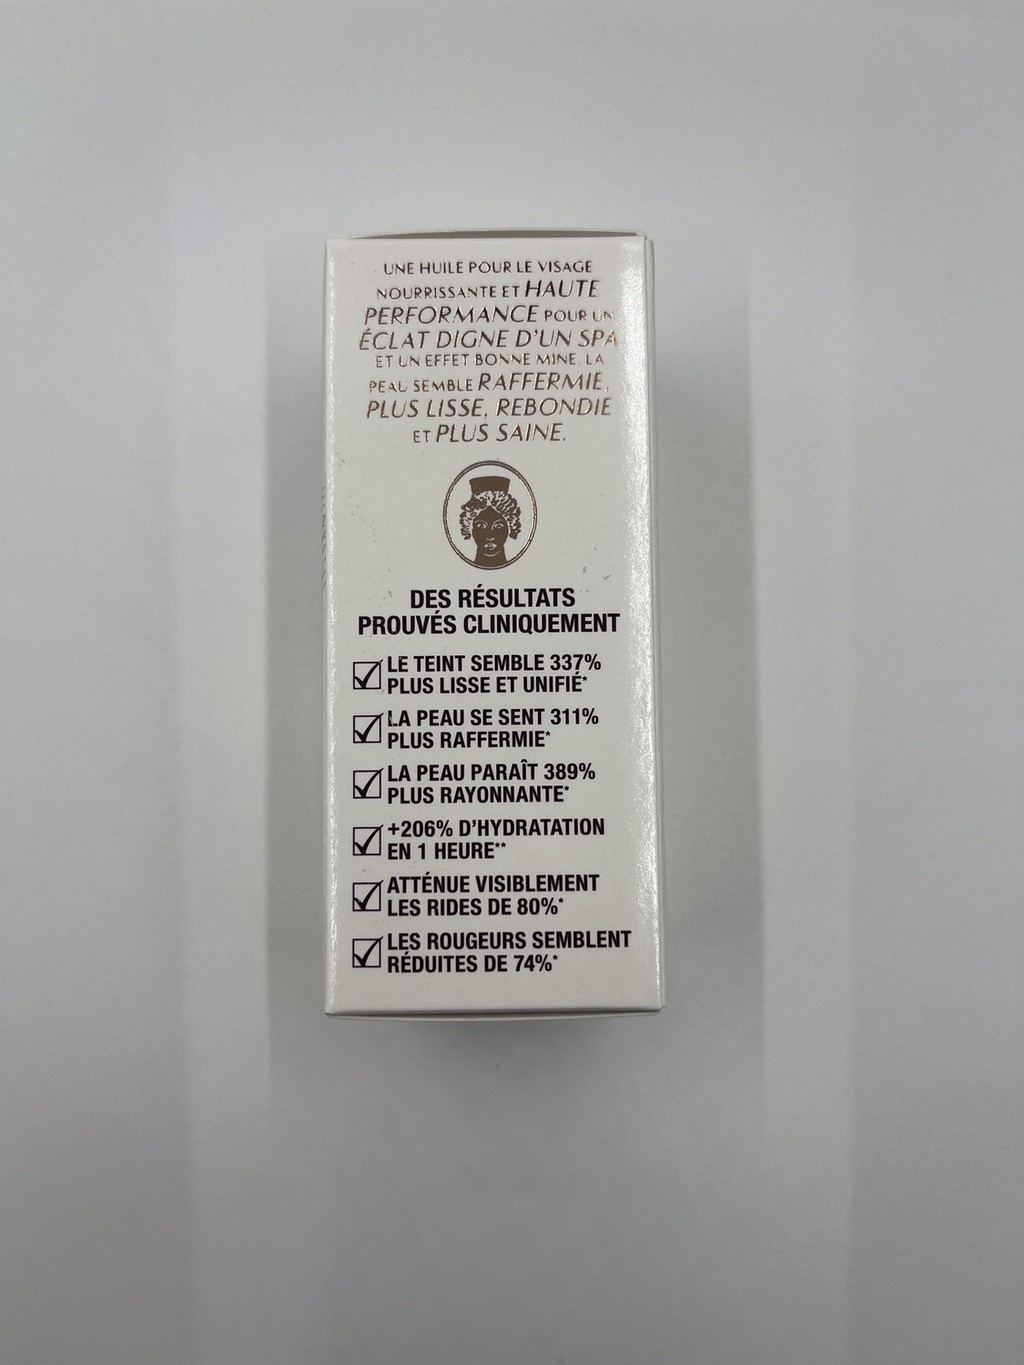 UNE HUILE POUR LE VISAGE
NOURRISSANTE ET HAUTE
PERFORMANCE POUR UN
ÉCLAT DIGNE D'UN SPA
ET UN EFFET BONNE MINE. LA
PEAU SEMBLE RAFFERMIE,
PLUS LISSE, REBONDIE
ET PLUS SAINE.
DES RÉSULTATS
PROUVÉS CLINIQUEMENT
LE TEINT SEMBLE 337%
PLUS LISSE ET UNIFIÉ*
LA PEAU SE SENT 311%
PLUS RAFFERMIE*
LA PEAU PARAÎT 389%
PLUS RAYONNANTE*
+206% D'HYDRATATION
EN 1 HEURE**
ATTÉNUE VISIBLEMENT
LES RIDES DE 80%*
LES ROUGEURS SEMBLENT
RÉDUITES DE 74%*